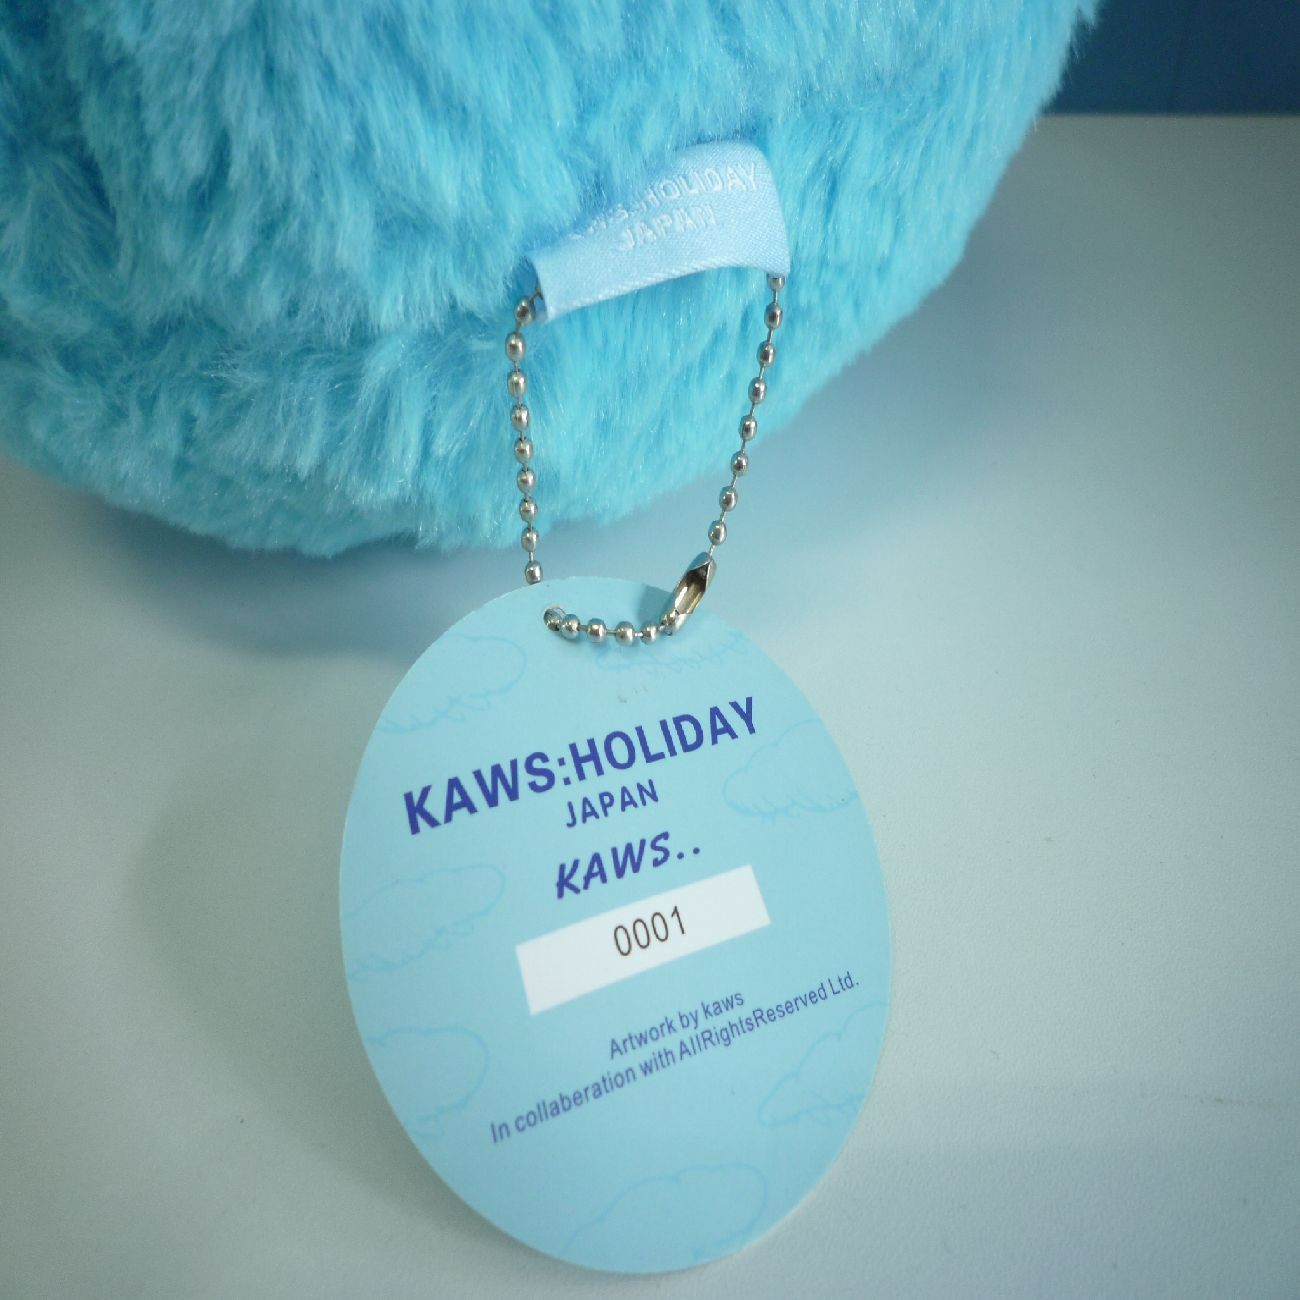 KAWS:HOLIDAY
JAPAN
KAWS:HOLIDAY
JAPAN
KAWS..
0001
Artwork by kaws
In collaberation with AllRightsReserved Ltd.